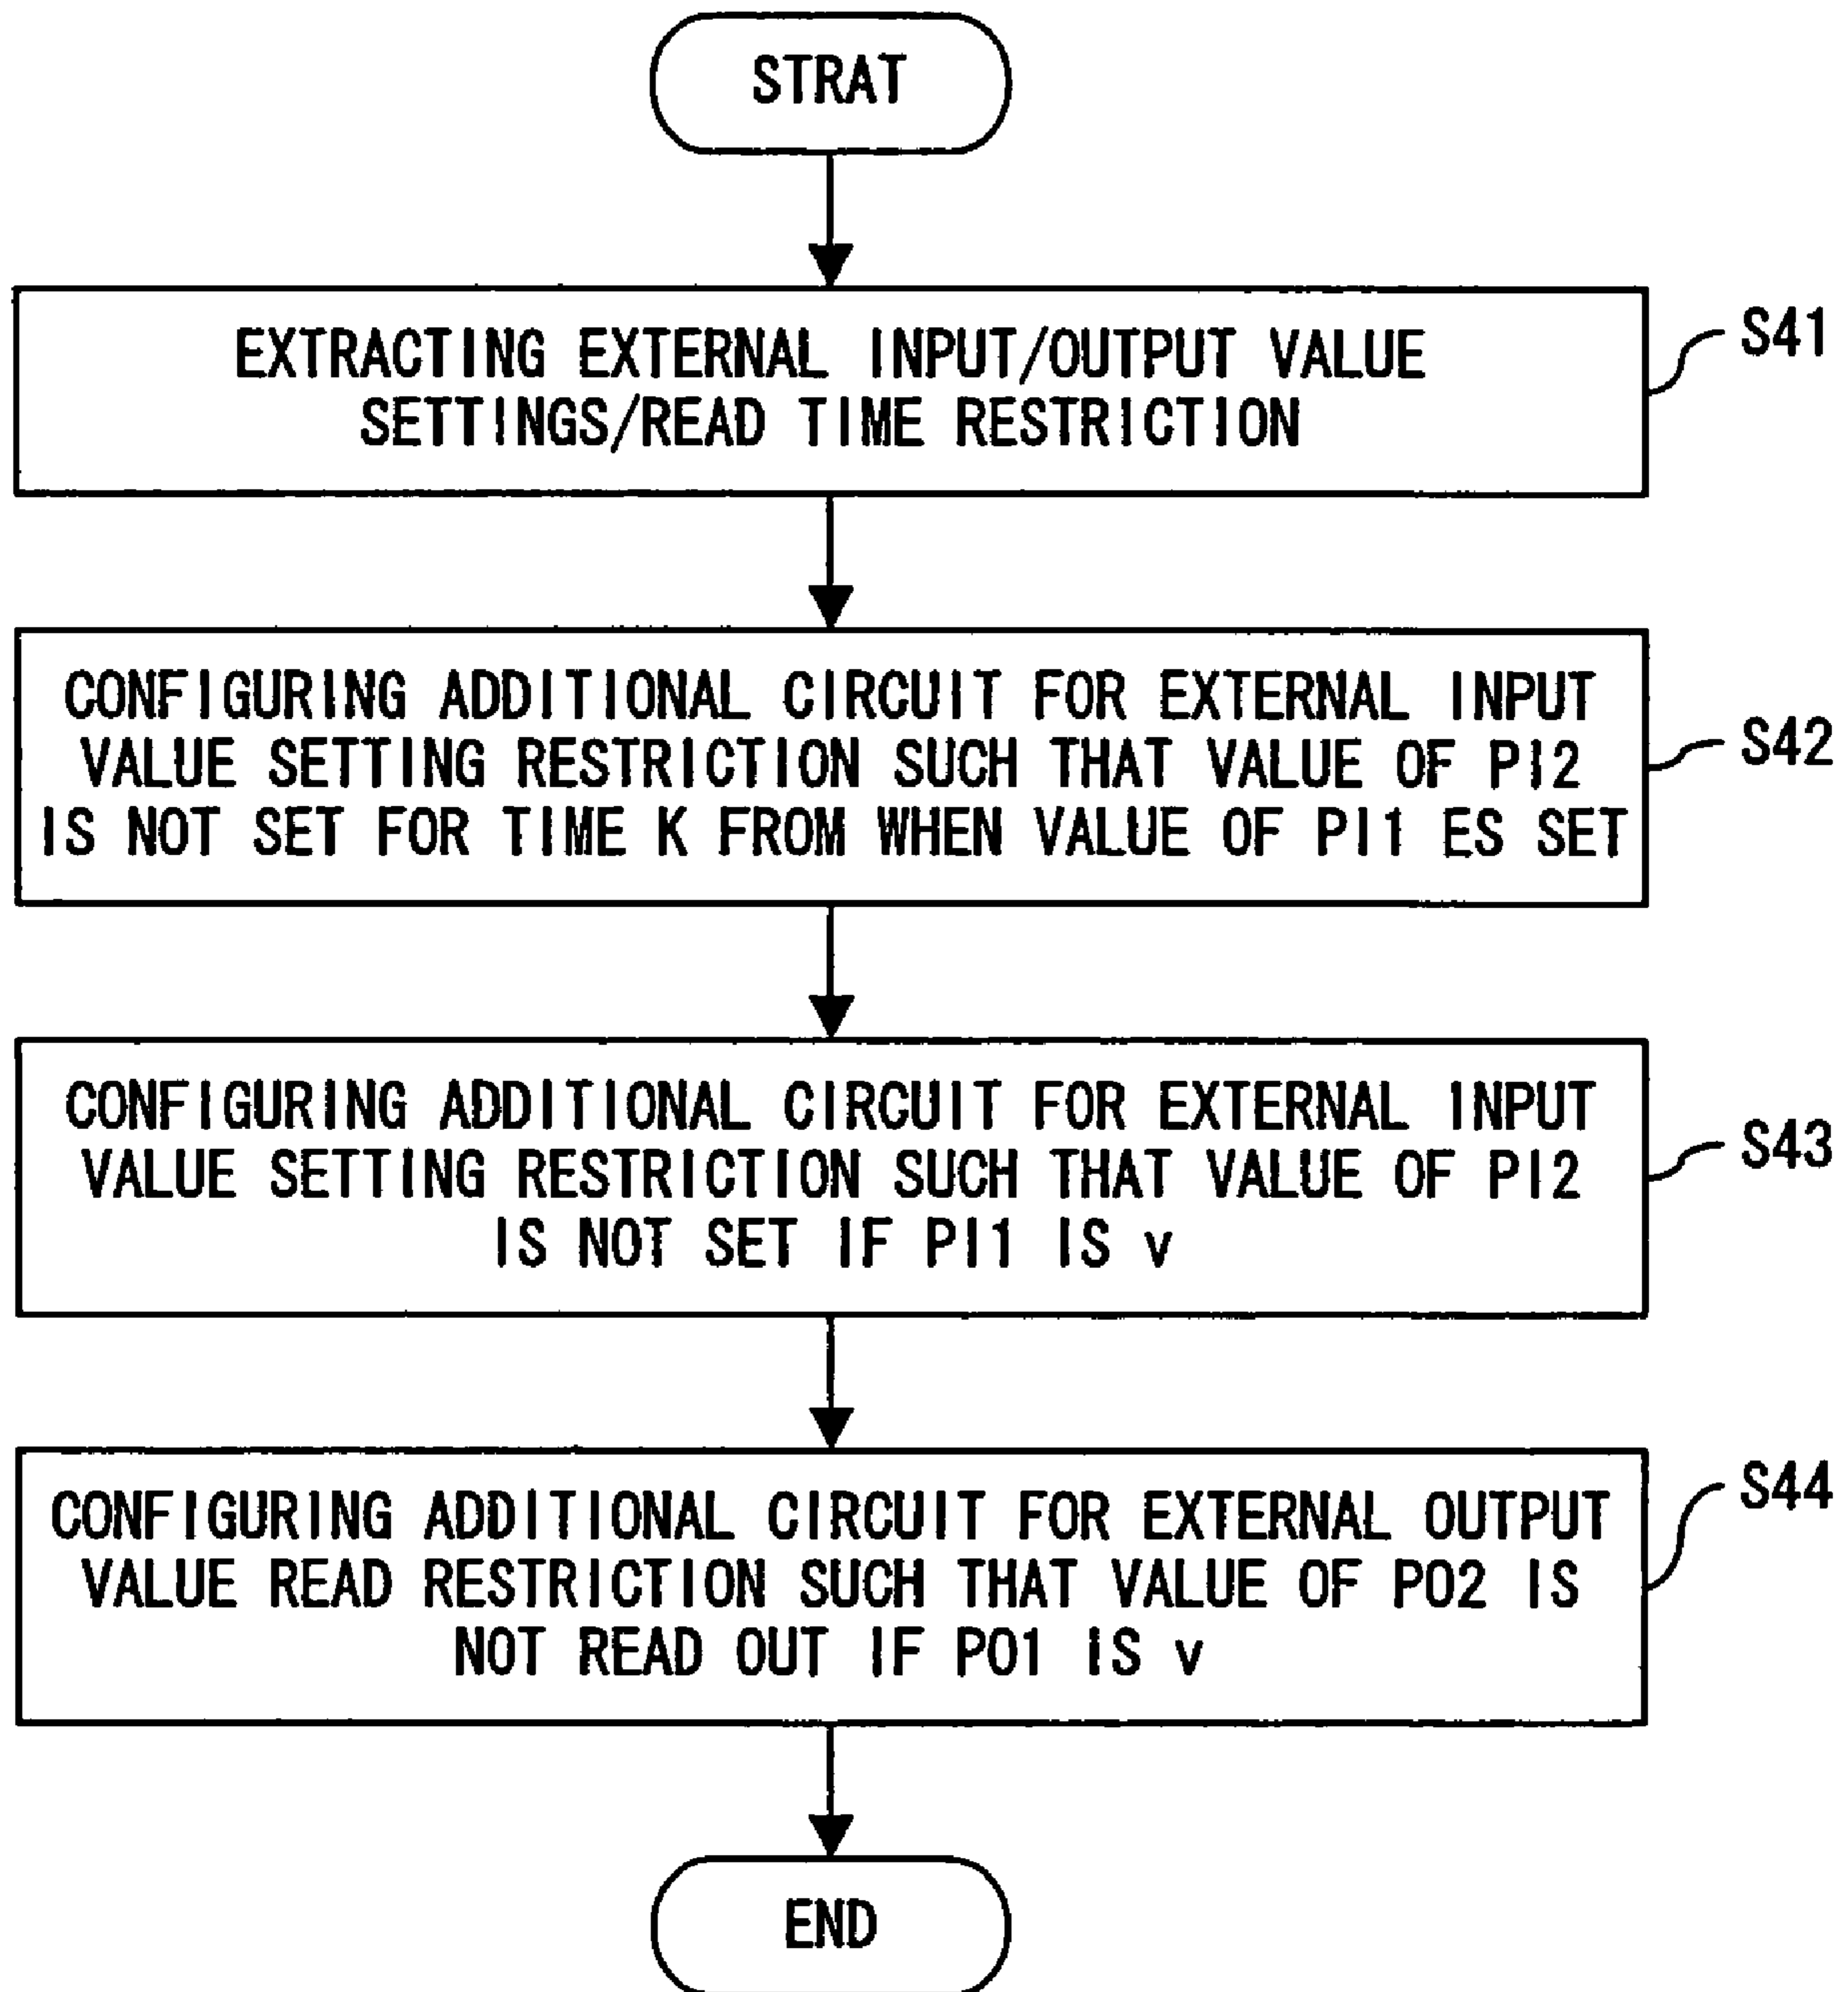 STRAT
EXTRACTING EXTERNAL INPUT/OUTPUT VALUE
SETTINGS/READ TIME RESTRICTION
S41
CONFIGURING ADDITIONAL CIRCUIT FOR EXTERNAL INPUT
VALUE SETTING RESTRICTION SUCH THAT VALUE OF PI2
IS NOT SET FOR TIME K FROM WHEN VALUE OF PI1 ES SET
S42
CONFIGURING ADDITIONAL CIRCUIT FOR EXTERNAL INPUT
VALUE SETTING RESTRICTION SUCH THAT VALUE OF PI2
IS NOT SET IF PI1 IS v
S43
CONFIGURING ADDITIONAL CIRCUIT FOR EXTERNAL OUTPUT
VALUE READ RESTRICTION SUCH THAT VALUE OF PO2 IS
NOT READ OUT IF PO1 IS v
S44
END